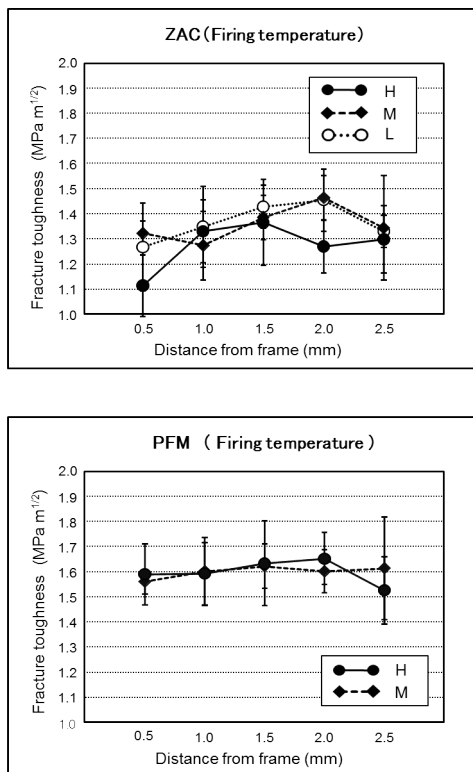 ZAC（Firing temperature）
2.0
1.9
1.8
1.7
1.6
1.5
1.4
1.3
1.2
1.1
1.0
Fracture toughness (MPa m1/2)
H
M
L
0.5 1.0 1.5 2.0 2.5
Distance from frame (mm)
PFM （ Firing temperature ）
2.0
1.9
1.8
1.7
1.6
1.5
1.4
1.3
1.2
1.1
1.0
Fracture toughness (MPa m1/2)
H
M
0.5 1.0 1.5 2.0 2.5
Distance from frame (mm)